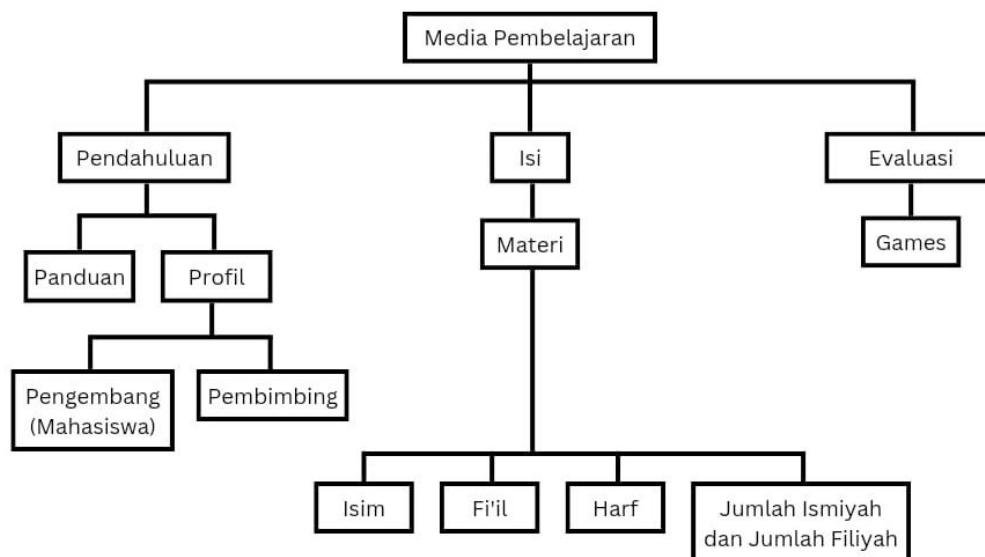 Media Pembelajaran
Pendahuluan
Isi
Evaluasi
Panduan
Profil
Materi
Games
Pengembang
(Mahasiswa)
Pembimbing
Isim
Fi'il
Harf
Jumlah Ismiyah
dan Jumlah Filiyah